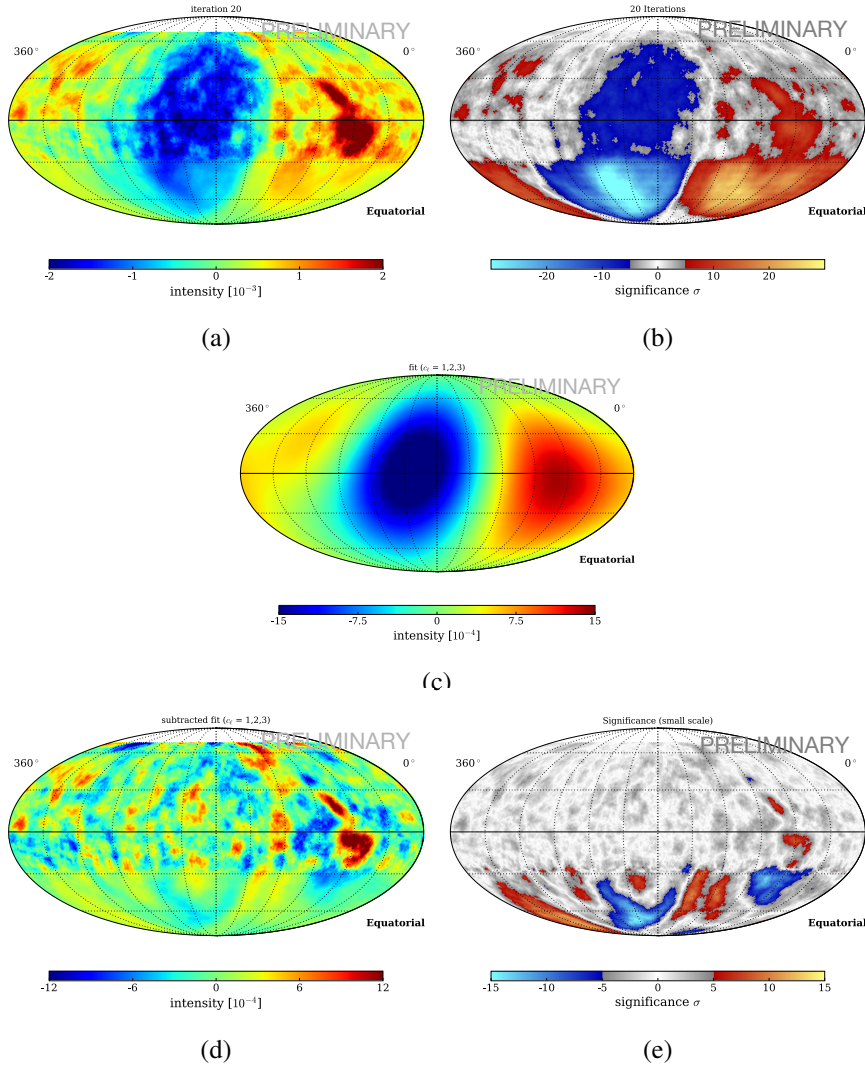 iteration 20
PRELIMINARY
360°
0°
Equatorial
-2 -1 0 1 2
intensity [10⁻³]
(a)
20 Iterations
PRELIMINARY
360°
0°
Equatorial
-20 -10 0 10 20
significance σ
(b)
fit (cₗ = 1,2,3)
PRELIMINARY
360°
0°
Equatorial
-15 -7.5 0 7.5 15
intensity [10⁻⁴]
(c)
subtracted fit (cₗ = 1,2,3)
PRELIMINARY
360°
0°
Equatorial
-12 -6 0 6 12
intensity [10⁻⁴]
(d)
Significance (small scale)
PRELIMINARY
360°
0°
Equatorial
-15 -10 -5 0 5 10 15
significance σ
(e)